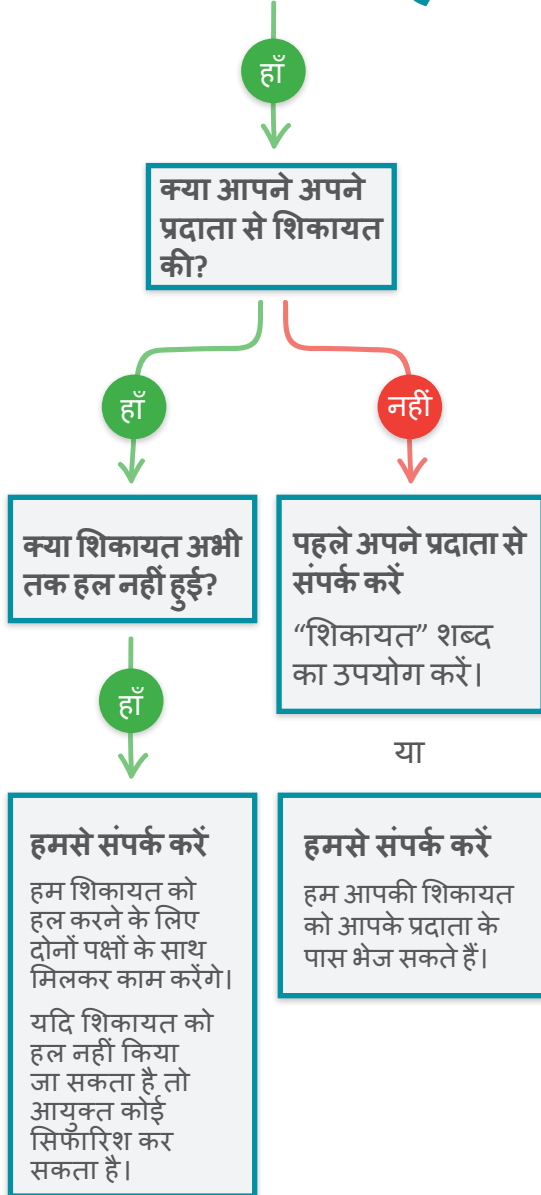 हाँ
क्या आपने अपने
प्रदाता से शिकायत
की?
हाँ
नहीं
क्या शिकायत अभी
तक हल नहीं हुई?
पहले अपने प्रदाता से
संपर्क करें
“शिकायत” शब्द
का उपयोग करें।
हाँ
या
हमसे संपर्क करें
हम शिकायत को
हल करने के लिए
दोनों पक्षों के साथ
मिलकर काम करेंगे।
यदि शिकायत को
हल नहीं किया
जा सकता है तो
आयुक्त कोई
सिफारिश कर
सकता है।
हमसे संपर्क करें
हम आपकी शिकायत
को आपके प्रदाता के
पास भेज सकते हैं।